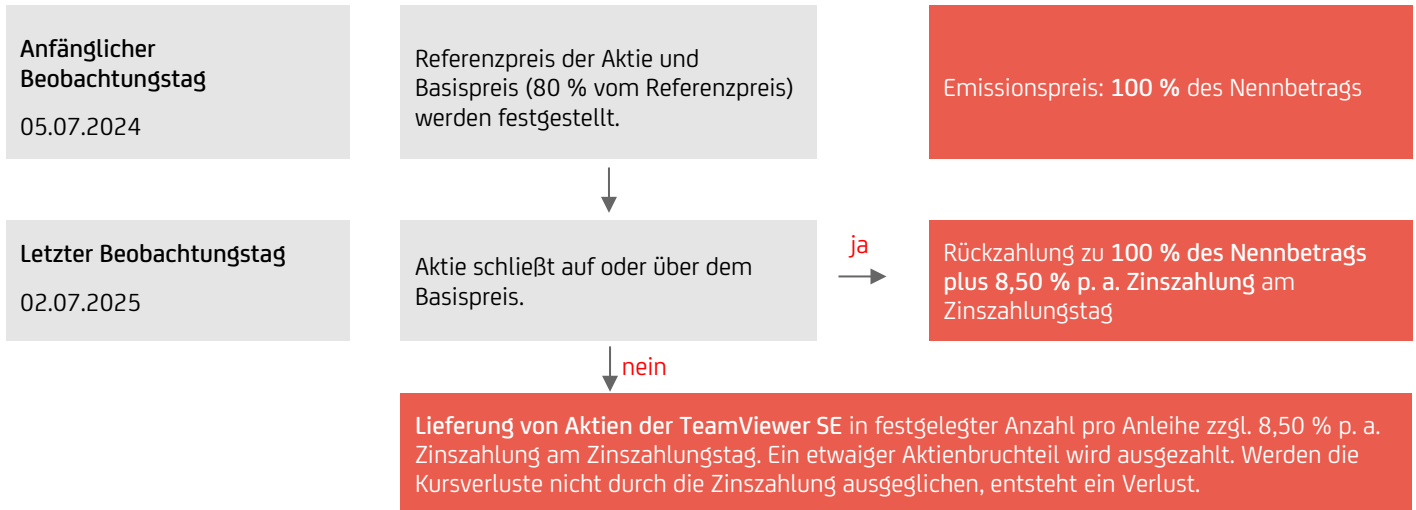 Anfänglicher
Beobachtungstag
05.07.2024
Referenzpreis der Aktie und
Basispreis (80 % vom Referenzpreis)
werden festgestellt.
Emissionspreis: 100 % des Nennbetrags
Letzter Beobachtungstag
02.07.2025
Aktie schließt auf oder über dem
Basispreis.
ja
Rückzahlung zu 100 % des Nennbetrags
plus 8,50 % p. a. Zinszahlung am
Zinszahlungstag
nein
Lieferung von Aktien der TeamViewer SE in festgelegter Anzahl pro Anleihe zzgl. 8,50 % p. a.
Zinszahlung am Zinszahlungstag. Ein etwaiger Aktienbruchteil wird ausgezahlt. Werden die
Kursverluste nicht durch die Zinszahlung ausgeglichen, entsteht ein Verlust.